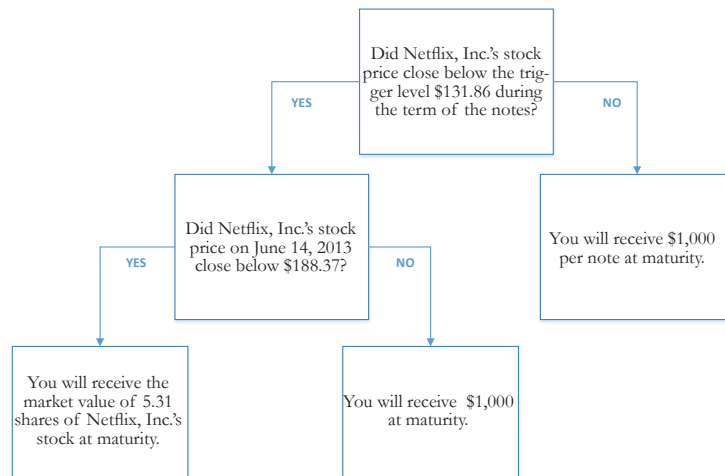 Did Netflix, Inc.'s stock
price close below the trig-
ger level $131.86 during
the term of the notes?
YES
NO
Did Netflix, Inc.'s stock
price on June 14, 2013
close below $188.37?
You will receive $1,000
per note at maturity.
YES
NO
You will receive the
market value of 5.31
shares of Netflix, Inc.'s
stock at maturity.
You will receive $1,000
at maturity.